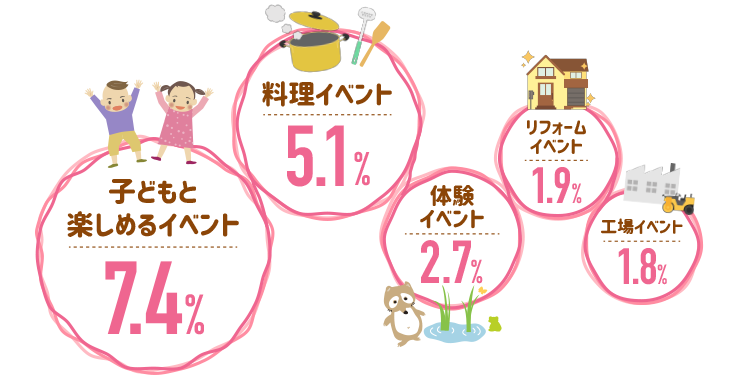 子どもと
楽しめるイベント
7.4%
料理イベント
5.1%
体験
イベント
2.7%
リフォーム
イベント
1.9%
工場イベント
1.8%